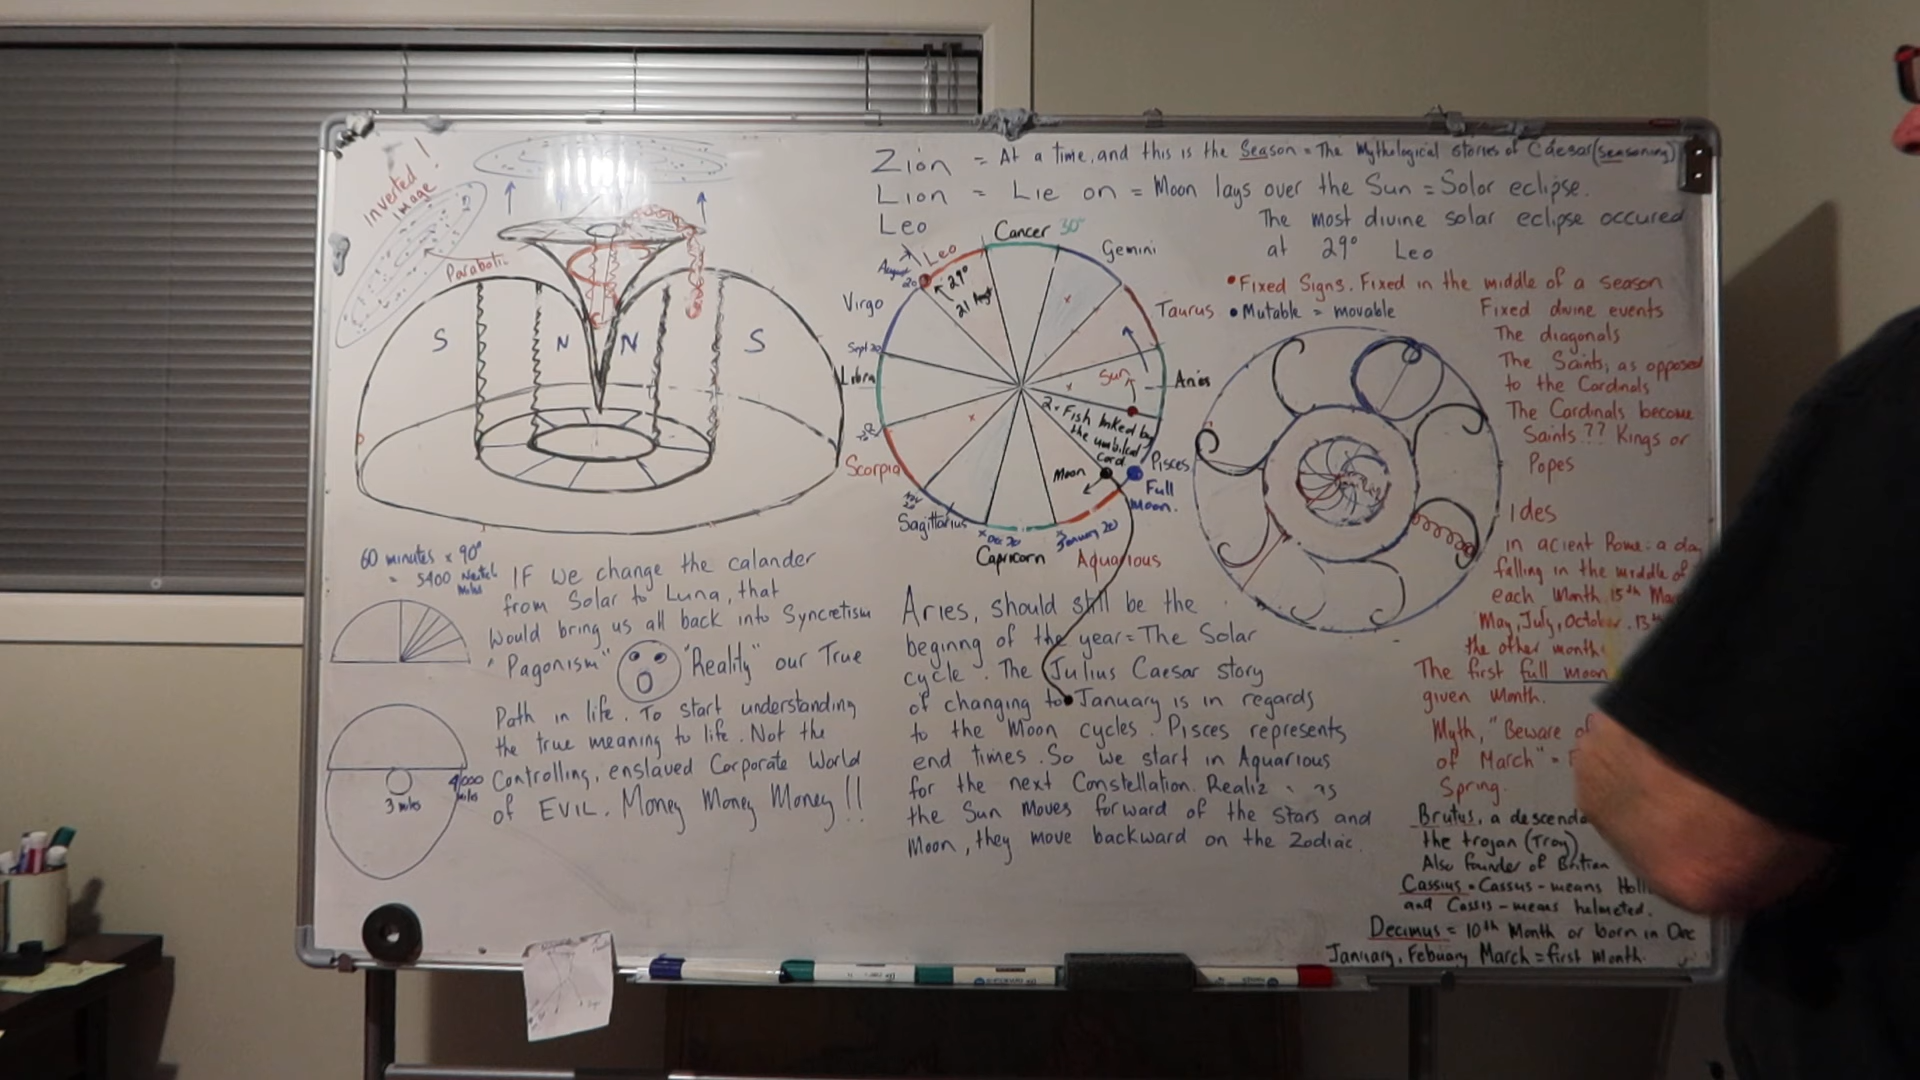 Inverted
image !
Parabolic
S
N
N
S
60 minutes x 90°
= 5400 Nautical
Miles
4,000
miles
3 miles
IF we change the calander
from Solar to Luna, that
would bring us all back into Syncretism
"Pagonism" "Reality" our True
Path in life. To start understanding
the true meaning to life. Not the
Controlling, enslaved Corporate World
of EVIL. Money Money Money !!
Zion = At a time, and this is the Season = The Mythological stories of Caesar (seasoning)
Lion = Lie on = Moon lays over the Sun = Solar eclipse.
Leo
The most divine solar eclipse occured
at 29° Leo
Cancer 30°
Gemini
Taurus
Aries
Pisces
Full
Moon.
Aquarious
January 20
Capricorn
Dec 20
Sagittarius
Nov
20
Scorpio
Libra
Sept 20
Virgo
August
20
Leo
29°
Sun
2 x Fish linked by
the umbilical
cord
Moon
Aries, should still be the
beginng of the year = The Solar
cycle. The Julius Caesar story
of changing to January is in regards
to the Moon cycles. Pisces represents
end times. So we start in Aquarious
for the next Constellation.
the Sun moves forward of the stars and
Moon, they move backward on the Zodiac.
• Fixed Signs. Fixed in the middle of a season
• Mutable = movable
Fixed divine events
The diagonals
The Saints, as opposed
to the Cardinals
The Cardinals become
Saints ?? Kings or
Popes
Ides
in acient Rome: a day
falling in the middle of
each Month 15th
May, July, October. 13th
the other month
The first full moon
given month.
Myth, "Beware of
of March" =
Spring.
Brutus, a
the trojan (Troy)
Also founder of Britian
Cassius = Cassus - means
and Cassis - means helmeted.
Decimus = 10th Month or born in Dec
January, Febuary March = first Month.